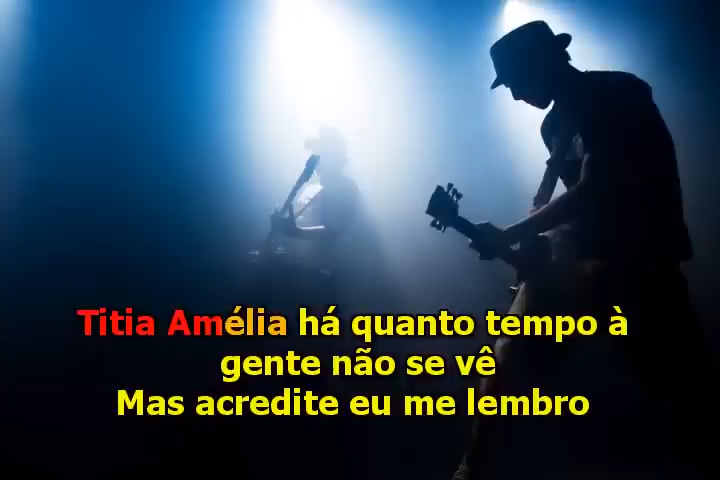 Titia Amélia há quanto tempo à
gente não se vê
Mas acredite eu me lembro